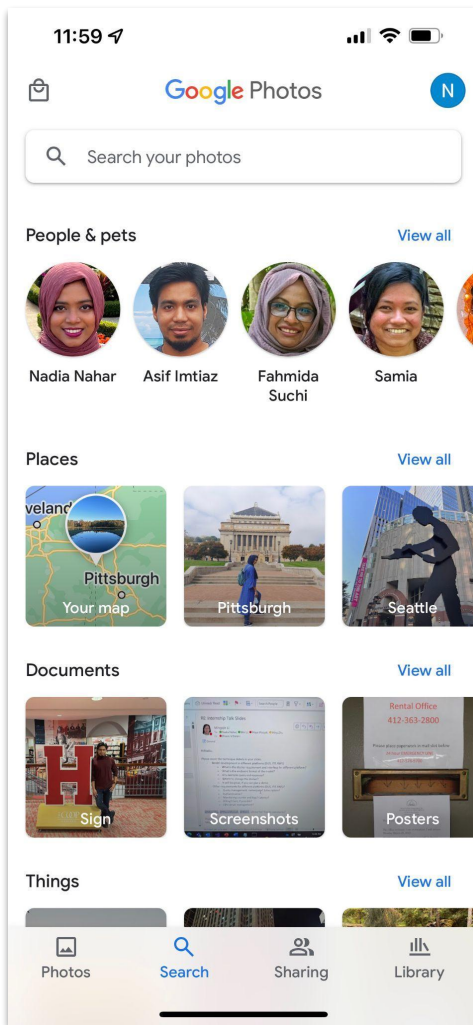 11:59
Google Photos
N
Search your photos
People & pets
View all
Nadia Nahar
Asif Imtiaz
Fahmida
Suchi
Samia
Places
View all
veland
Pittsburgh
Your map
Pittsburgh
Seattle
Documents
View all
H
Sign
Screenshots
Rental Office
412-363-2800
Posters
Things
View all
Photos
Search
Sharing
Library